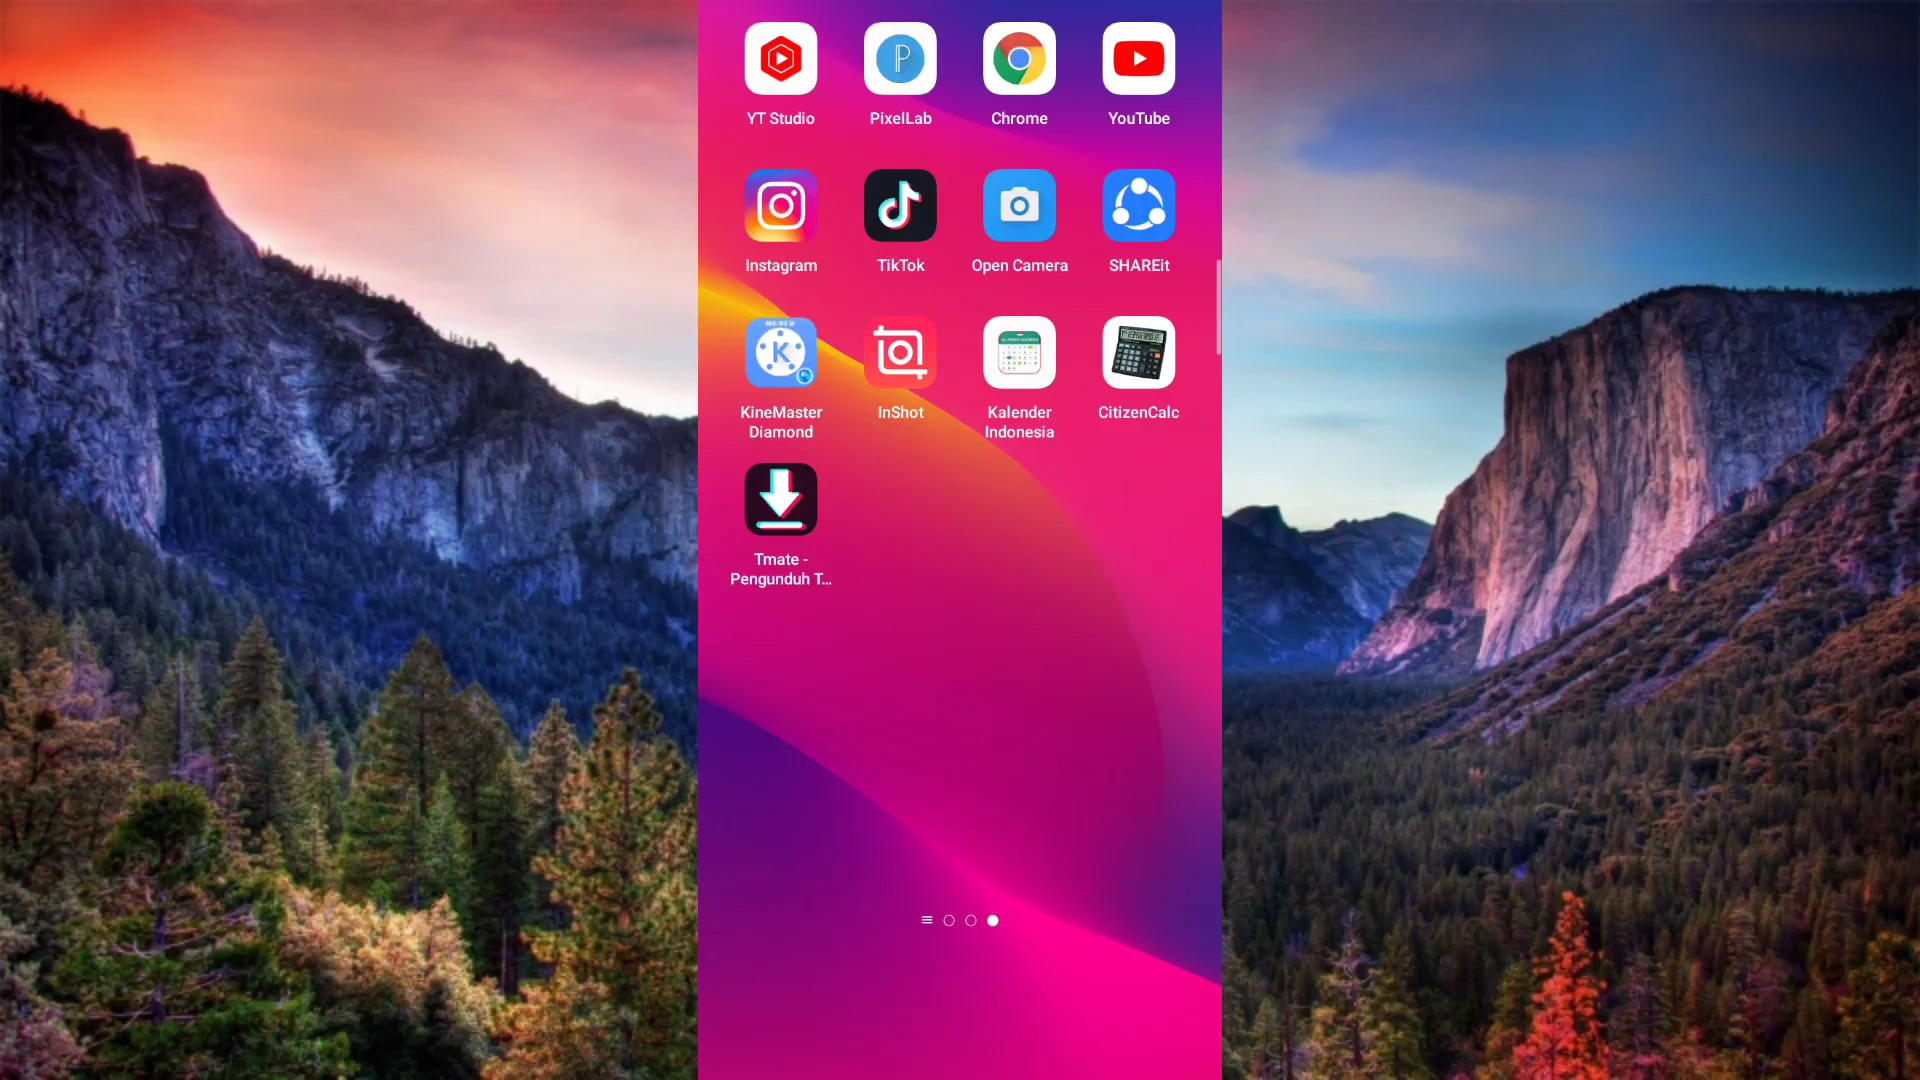 YT Studio
PixelLab
Chrome
YouTube
Instagram
TikTok
Open Camera
SHAREit
KineMaster
Diamond
InShot
Kalender
Indonesia
CitizenCalc
Tmate -
Pengunduh T...